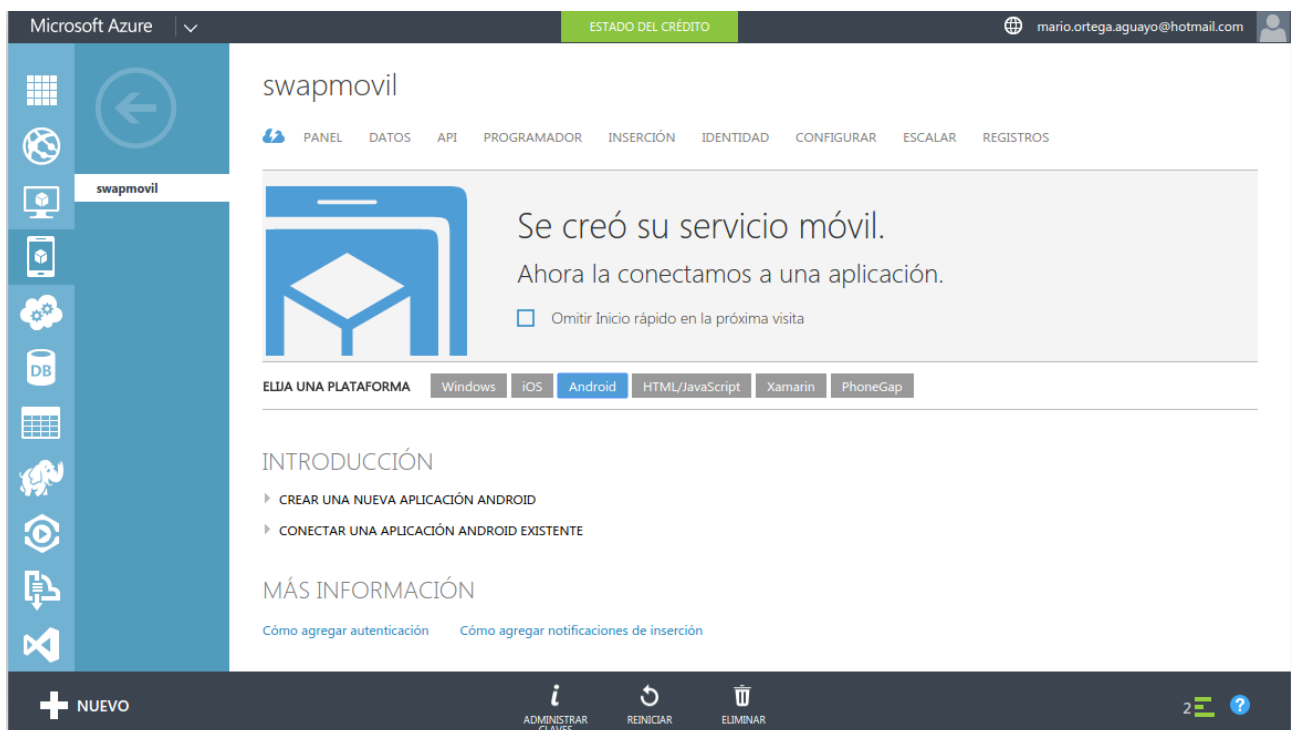 Microsoft Azure
ESTADO DEL CRÉDITO
mario.ortega.aguayo@hotmail.com
swapmovil
swapmovil
PANEL DATOS API PROGRAMADOR INSERCIÓN IDENTIDAD CONFIGURAR ESCALAR REGISTROS
Se creó su servicio móvil.
Ahora la conectamos a una aplicación.
Omitir Inicio rápido en la próxima visita
ELIJA UNA PLATAFORMA Windows iOS Android HTML/JavaScript Xamarin PhoneGap
DB
INTRODUCCIÓN
CREAR UNA NUEVA APLICACIÓN ANDROID
CONECTAR UNA APLICACIÓN ANDROID EXISTENTE
MÁS INFORMACIÓN
Cómo agregar autenticación Cómo agregar notificaciones de inserción
NUEVO
ADMINISTRAR CLAVES
REINICIAR
ELIMINAR
2
?